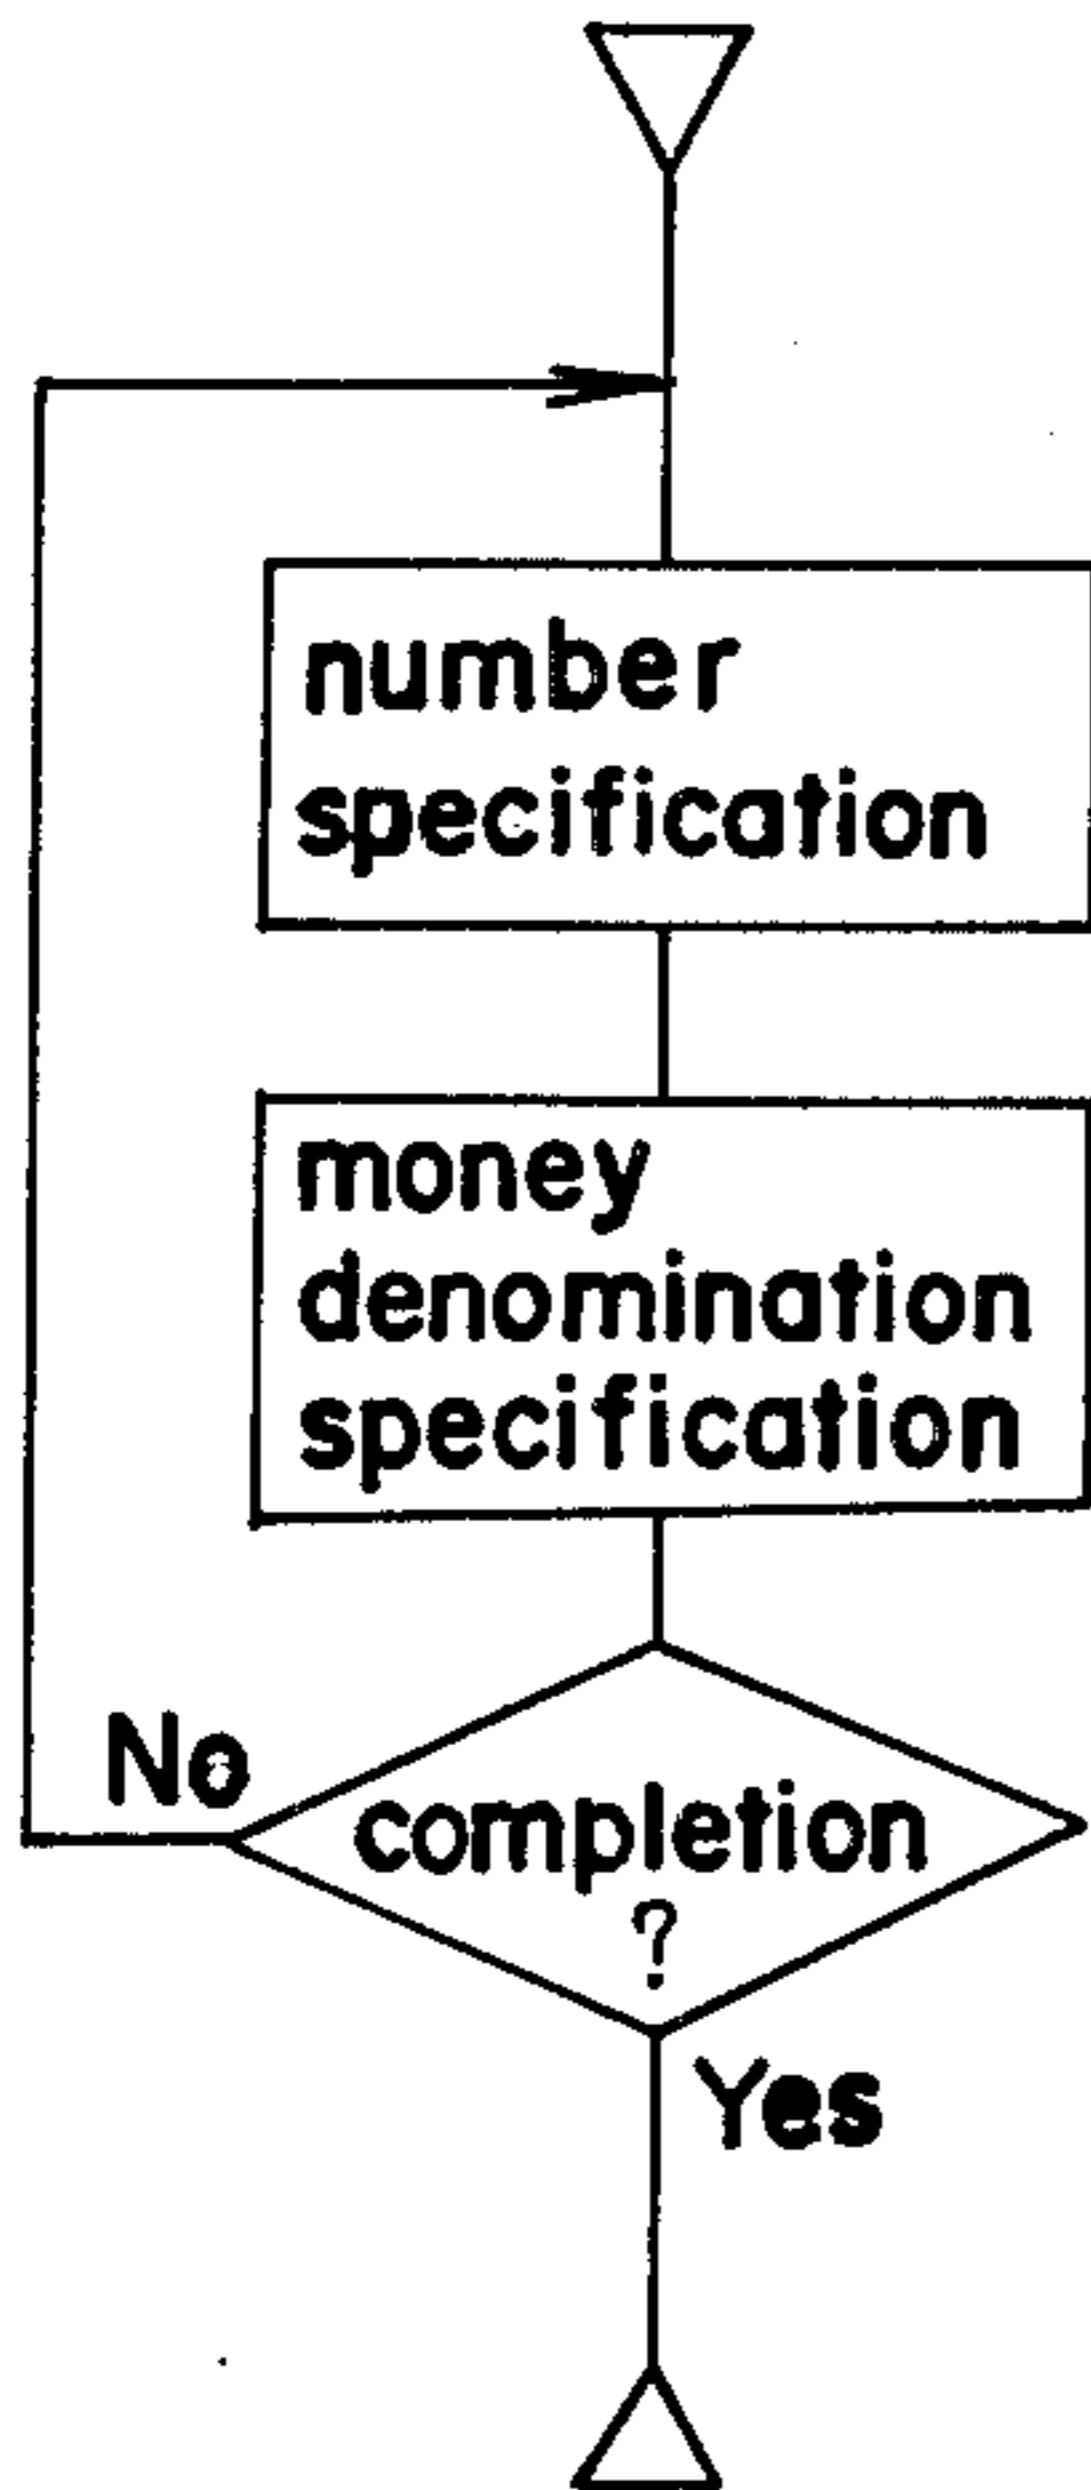 number
specification
money
denomination
specification
No
completion
?
Yes